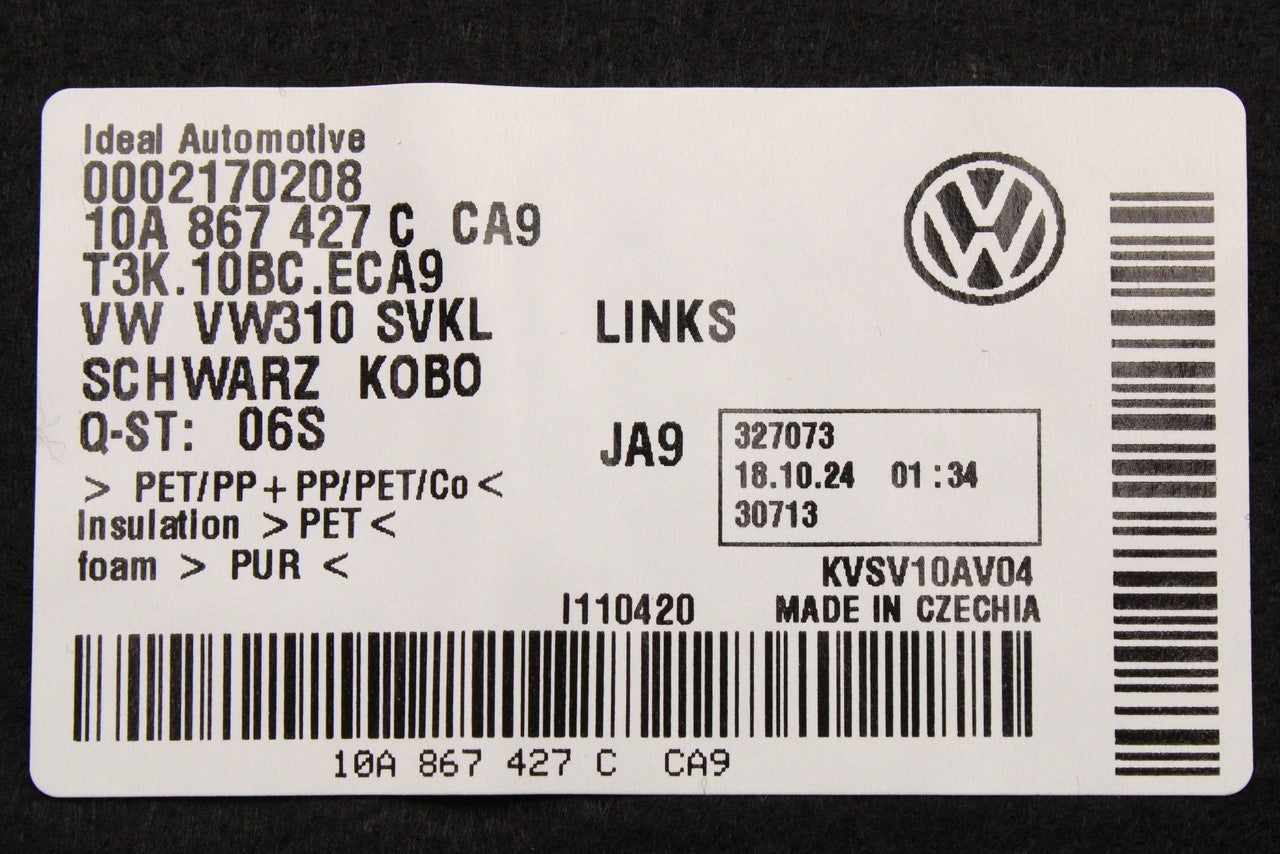 Ideal Automotive
0002170208
10A 867 427 C CA9
T3K.10BC.ECA9
VW VW310 SVKL LINKS
SCHWARZ KOBO
Q-ST: 06S JA9
327073
18.10.24 01:34
30713
> PET/PP+PP/PET/Co <
Insulation >PET<
foam > PUR <
KVSV10AV04
I110420 MADE IN CZECHIA
10A 867 427 C CA9